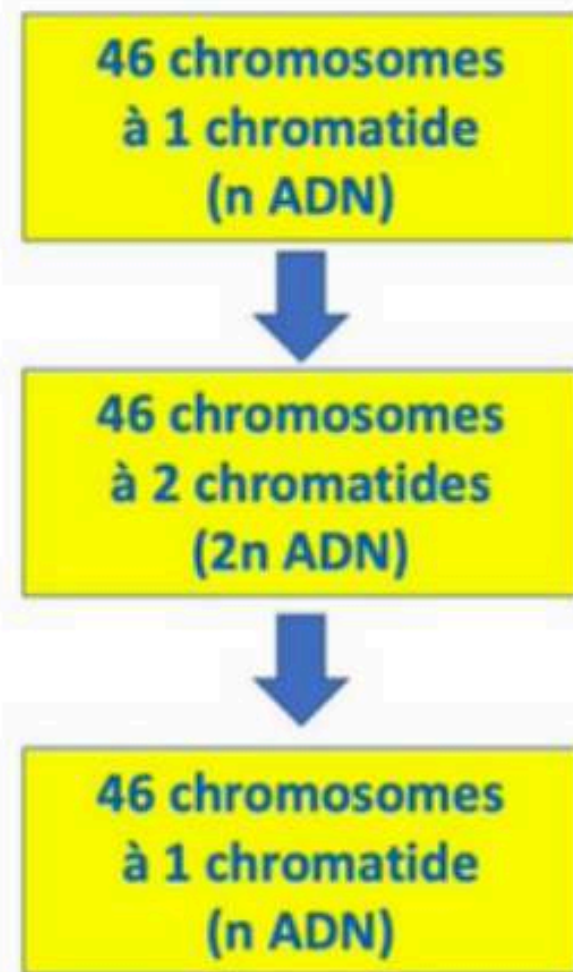 46 chromosomes
à 1 chromatide
(n ADN)
46 chromosomes
à 2 chromatides
(2n ADN)
46 chromosomes
à 1 chromatide
(n ADN)